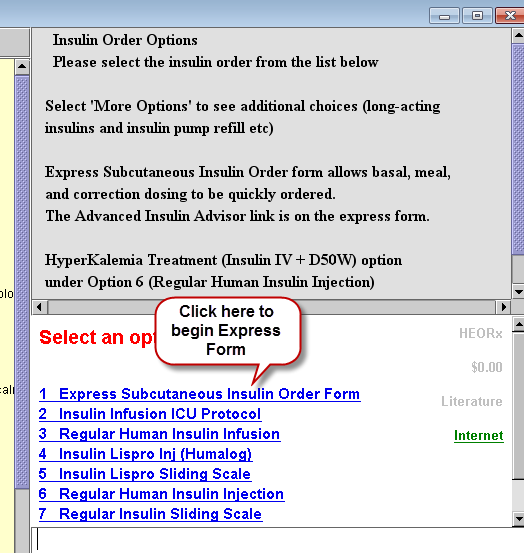 Insulin Order Options
Please select the insulin order from the list below
Select 'More Options' to see additional choices (long-acting
insulins and insulin pump refill etc)
Express Subcutaneous Insulin Order form allows basal, meal,
and correction dosing to be quickly ordered.
The Advanced Insulin Advisor link is on the express form.
HyperKalemia Treatment (Insulin IV + D50W) option
under Option 6 (Regular Human Insulin Injection)
Click here to
begin Express
Form
Select an opt
HEORx
$0.00
Literature
Internet
1 Express Subcutaneous Insulin Order Form
2 Insulin Infusion ICU Protocol
3 Regular Human Insulin Infusion
4 Insulin Lispro Inj (Humalog)
5 Insulin Lispro Sliding Scale
6 Regular Human Insulin Injection
7 Regular Insulin Sliding Scale